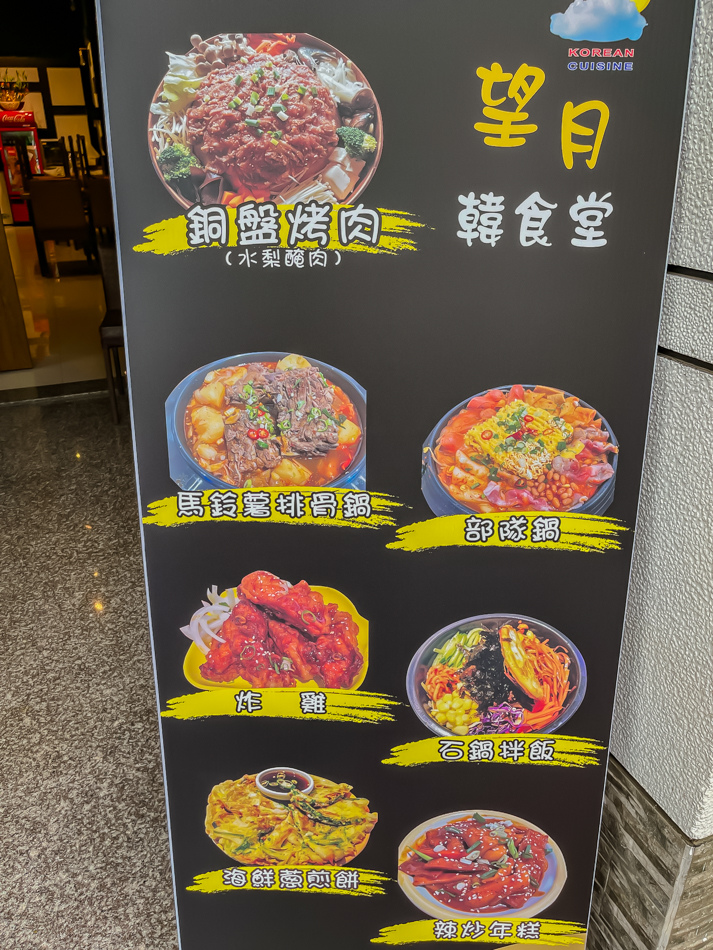 KOREAN
CUISINE
望月
韓食堂
銅盤烤肉
(水梨醃肉)
馬鈴薯排骨鍋
部隊鍋
炸 雞
石鍋拌飯
海鮮蔥煎餅
辣炒年糕
Coca-Cola